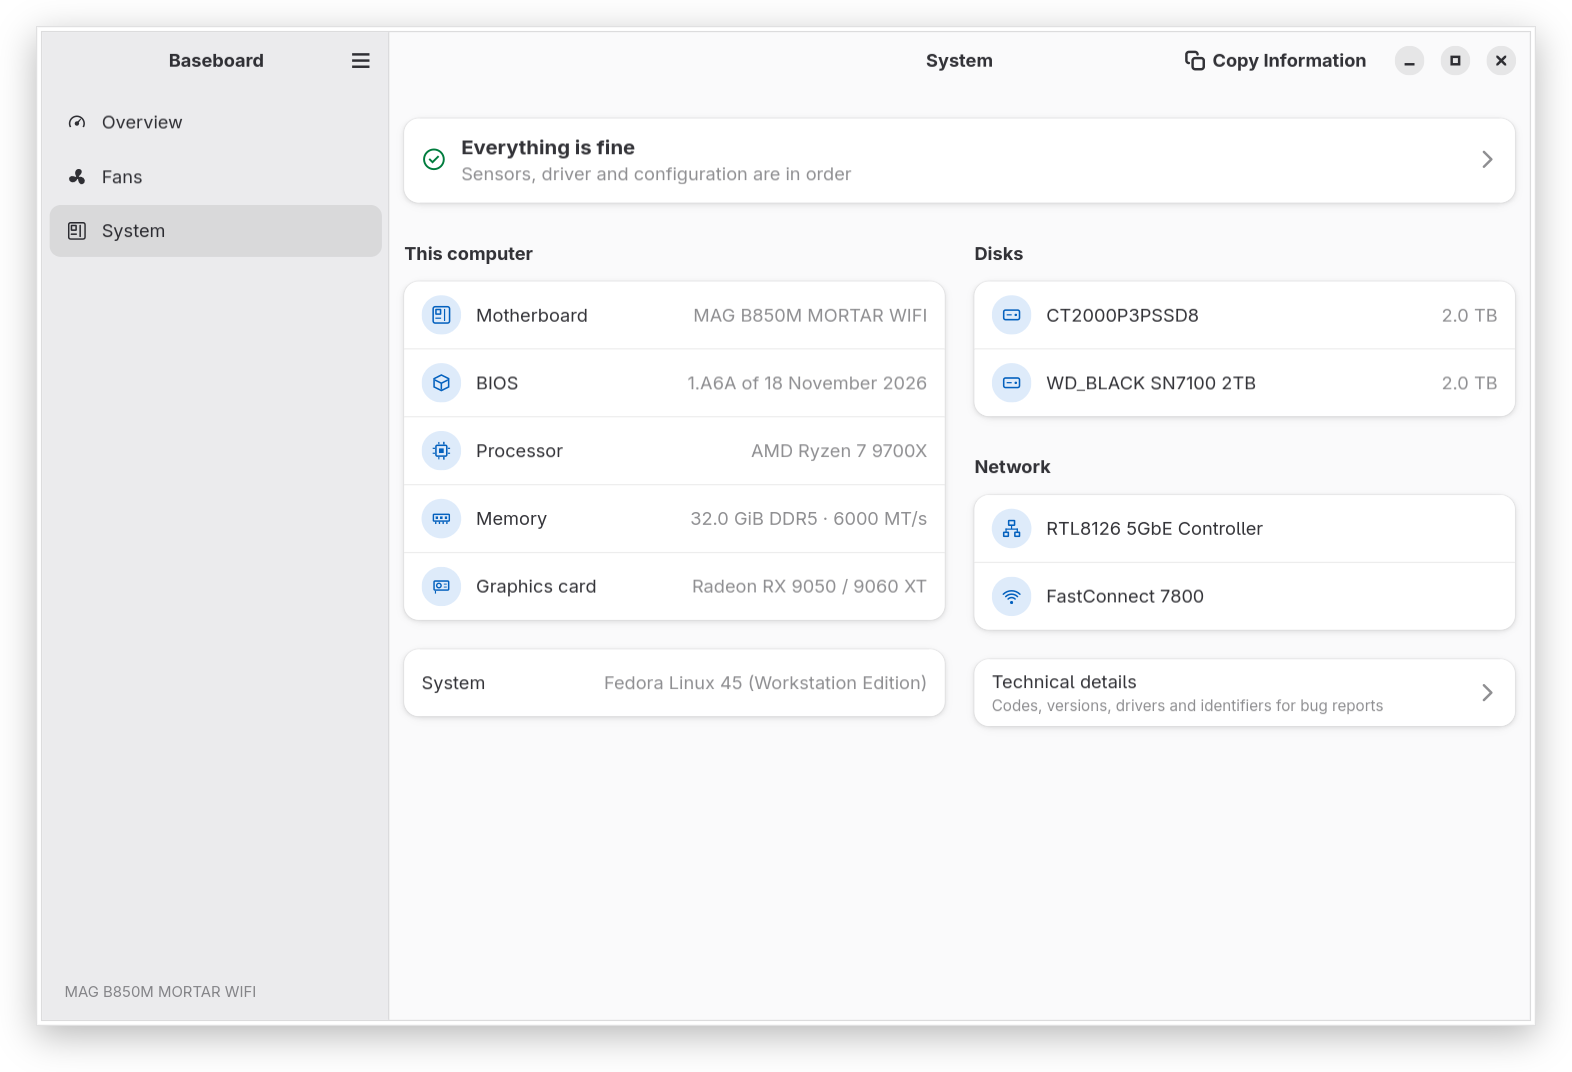 Baseboard
Overview
Fans
System
MAG B850M MORTAR WIFI
System
Copy Information
Everything is fine
Sensors, driver and configuration are in order
This computer
Motherboard MAG B850M MORTAR WIFI
BIOS 1.A6A of 18 November 2026
Processor AMD Ryzen 7 9700X
Memory 32.0 GiB DDR5 · 6000 MT/s
Graphics card Radeon RX 9050 / 9060 XT
System Fedora Linux 45 (Workstation Edition)
Disks
CT2000P3PSSD8 2.0 TB
WD_BLACK SN7100 2TB 2.0 TB
Network
RTL8126 5GbE Controller
FastConnect 7800
Technical details
Codes, versions, drivers and identifiers for bug reports